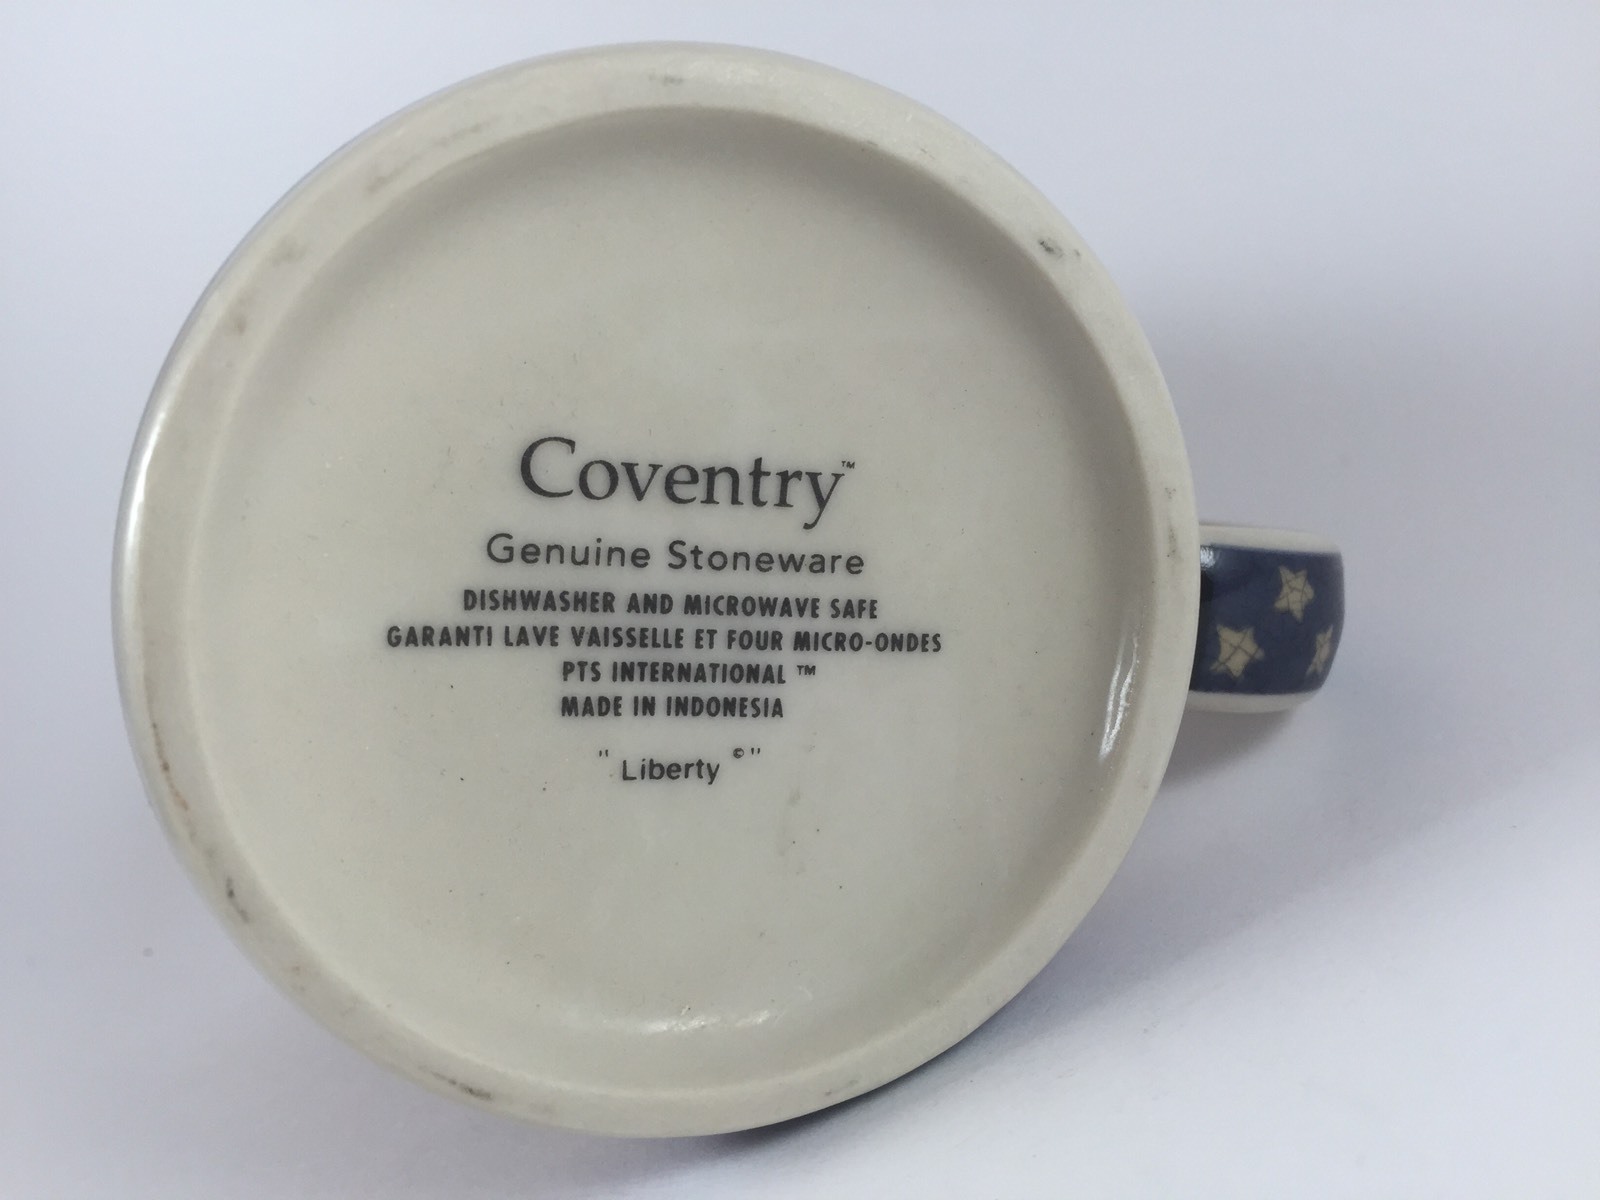 Coventry™
Genuine Stoneware
DISHWASHER AND MICROWAVE SAFE
GARANTI LAVE VAISSELLE ET FOUR MICRO-ONDES
PTS INTERNATIONAL ™
MADE IN INDONESIA
"Liberty ©"